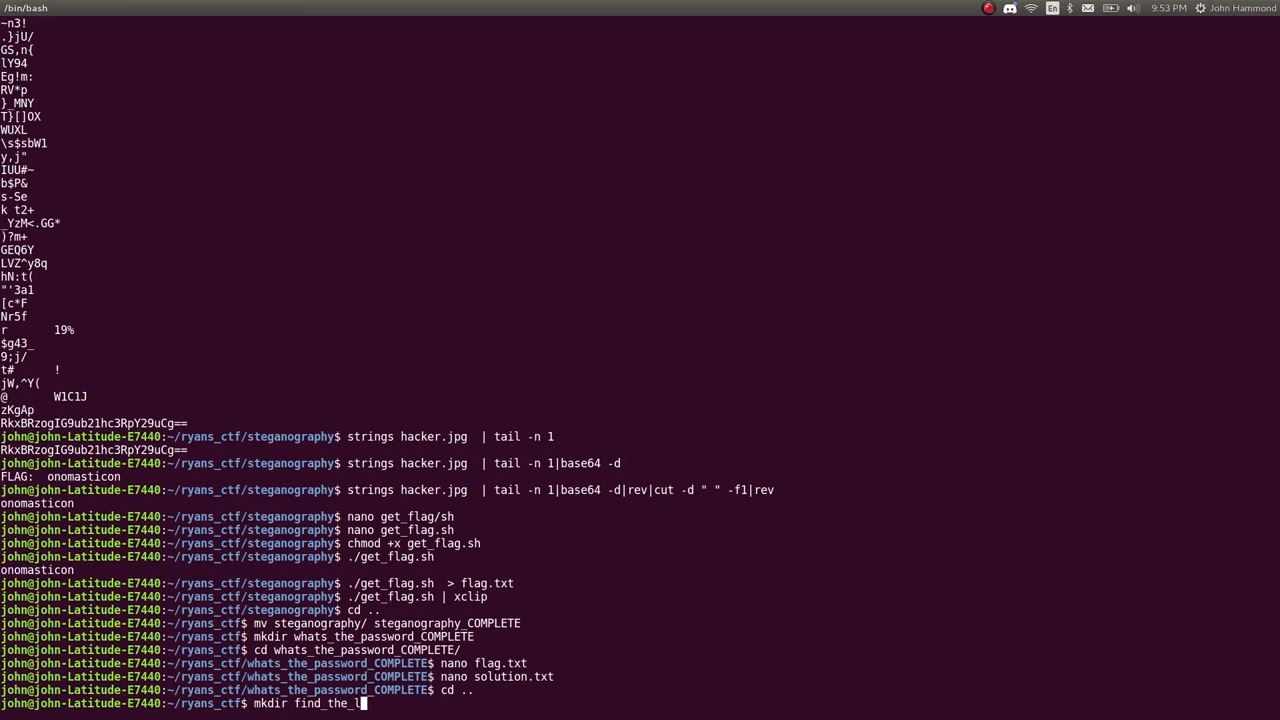 /bin/bash
En
9:53 PM
John Hammond
~n3!
.}jU/
GS,n{
lY94
Eg!m:
RV*p
}_MNY
T}[]OX
WUXL
\s$sbW1
y,j"
IUU#~
b$P&
s-Se
k t2+
_YzM<.GG*
)?m+
GEQ6Y
LVZ^y8q
hN:t(
"'3a1
[c*F
Nr5f
r       19%
$g43_
9;j/
t#      !
jW,^Y(
@       W1C1J
zKgAp
RkxBRzogIG9ub21hc3RpY29uCg==
john@john-Latitude-E7440:~/ryans_ctf/steganography$ strings hacker.jpg  | tail -n 1
RkxBRzogIG9ub21hc3RpY29uCg==
john@john-Latitude-E7440:~/ryans_ctf/steganography$ strings hacker.jpg  | tail -n 1|base64 -d
FLAG:  onomasticon
john@john-Latitude-E7440:~/ryans_ctf/steganography$ strings hacker.jpg  | tail -n 1|base64 -d|rev|cut -d " " -f1|rev
onomasticon
john@john-Latitude-E7440:~/ryans_ctf/steganography$ nano get_flag/sh
john@john-Latitude-E7440:~/ryans_ctf/steganography$ nano get_flag.sh
john@john-Latitude-E7440:~/ryans_ctf/steganography$ chmod +x get_flag.sh
john@john-Latitude-E7440:~/ryans_ctf/steganography$ ./get_flag.sh
onomasticon
john@john-Latitude-E7440:~/ryans_ctf/steganography$ ./get_flag.sh  > flag.txt
john@john-Latitude-E7440:~/ryans_ctf/steganography$ ./get_flag.sh | xclip
john@john-Latitude-E7440:~/ryans_ctf/steganography$ cd ..
john@john-Latitude-E7440:~/ryans_ctf$ mv steganography/ steganography_COMPLETE
john@john-Latitude-E7440:~/ryans_ctf$ mkdir whats_the_password_COMPLETE
john@john-Latitude-E7440:~/ryans_ctf$ cd whats_the_password_COMPLETE/
john@john-Latitude-E7440:~/ryans_ctf/whats_the_password_COMPLETE$ nano flag.txt
john@john-Latitude-E7440:~/ryans_ctf/whats_the_password_COMPLETE$ nano solution.txt
john@john-Latitude-E7440:~/ryans_ctf/whats_the_password_COMPLETE$ cd ..
john@john-Latitude-E7440:~/ryans_ctf$ mkdir find_the_l